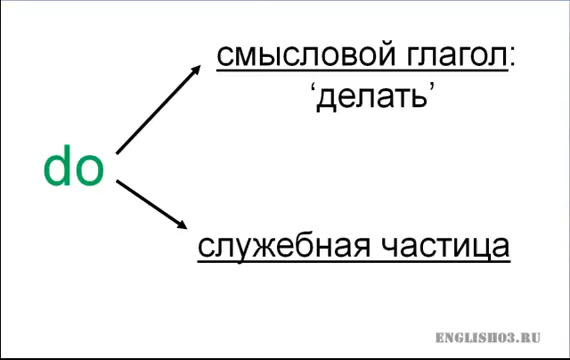 смысловой глагол:
‘делать’
do
служебная частица
ENGLISH03.RU